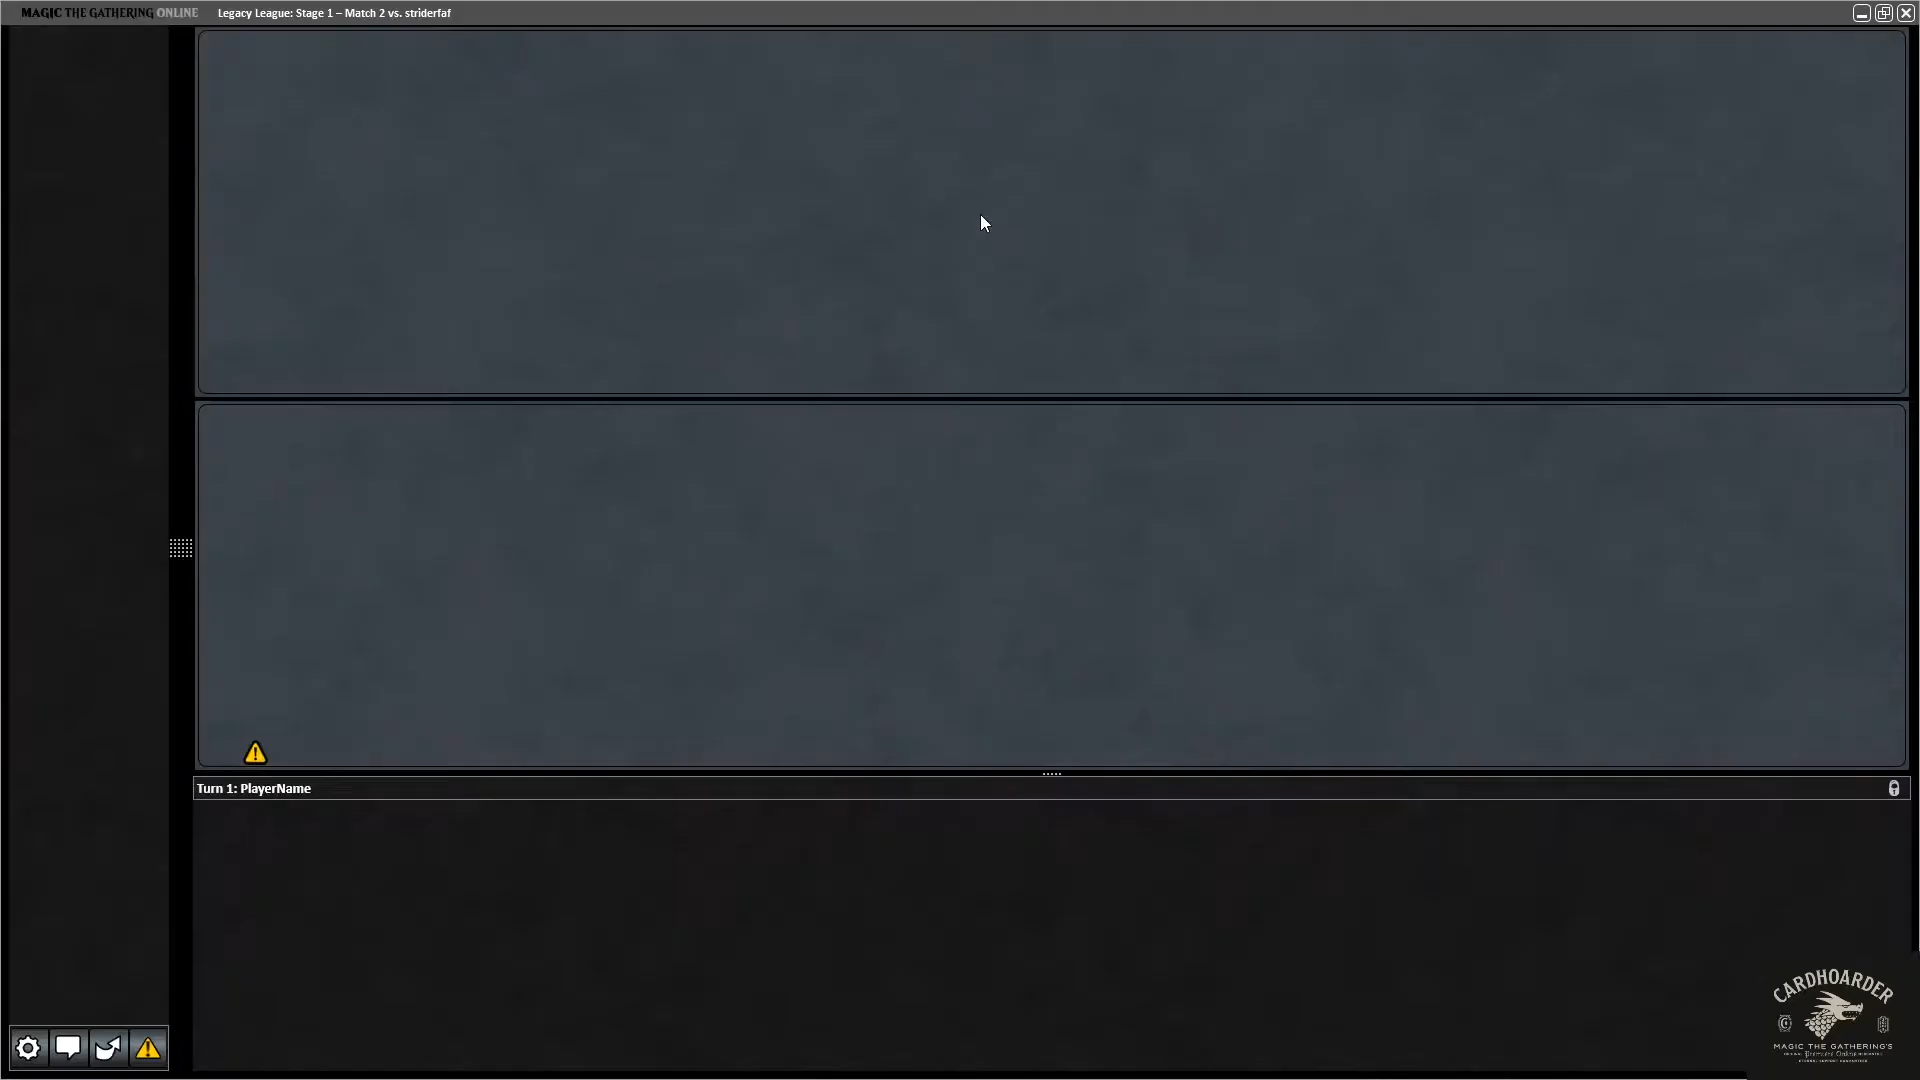 MAGIC THE GATHERING ONLINE
Legacy League: Stage 1 – Match 2 vs. striderfaf
Turn 1: PlayerName
CARDHOARDER
MAGIC THE GATHERING'S